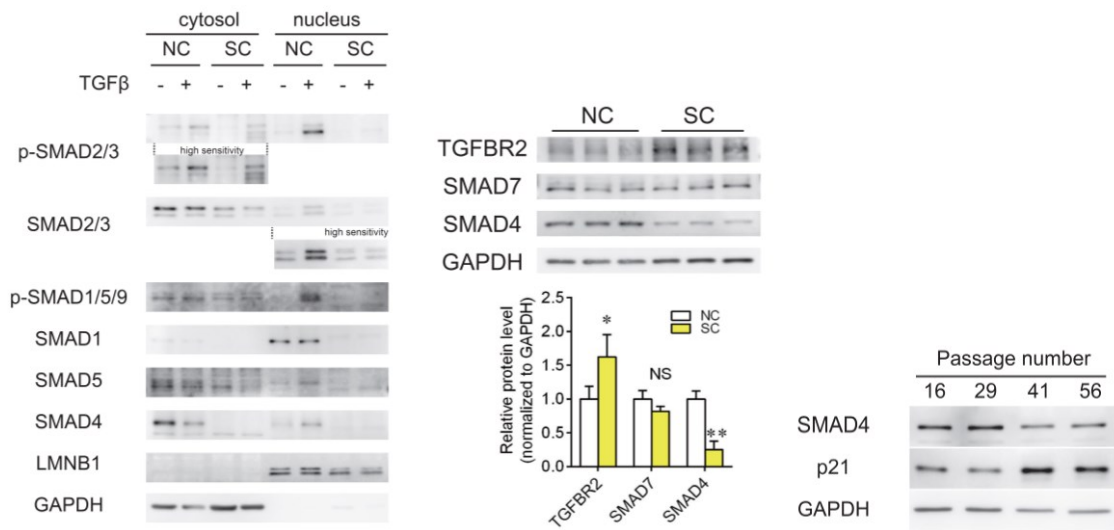 cytosol nucleus
NC SC NC SC
TGFβ - + - + - + - +
p-SMAD2/3
high sensitivity
SMAD2/3
high sensitivity
p-SMAD1/5/9
SMAD1
SMAD5
SMAD4
LMNB1
GAPDH
NC SC
TGFBR2
SMAD7
SMAD4
GAPDH
Relative protein level
(normalized to GAPDH)
2.5
2.0
1.5
1.0
0.5
0.0
NC
SC
*
NS
**
TGFBR2
SMAD7
SMAD4
Passage number
16 29 41 56
SMAD4
p21
GAPDH